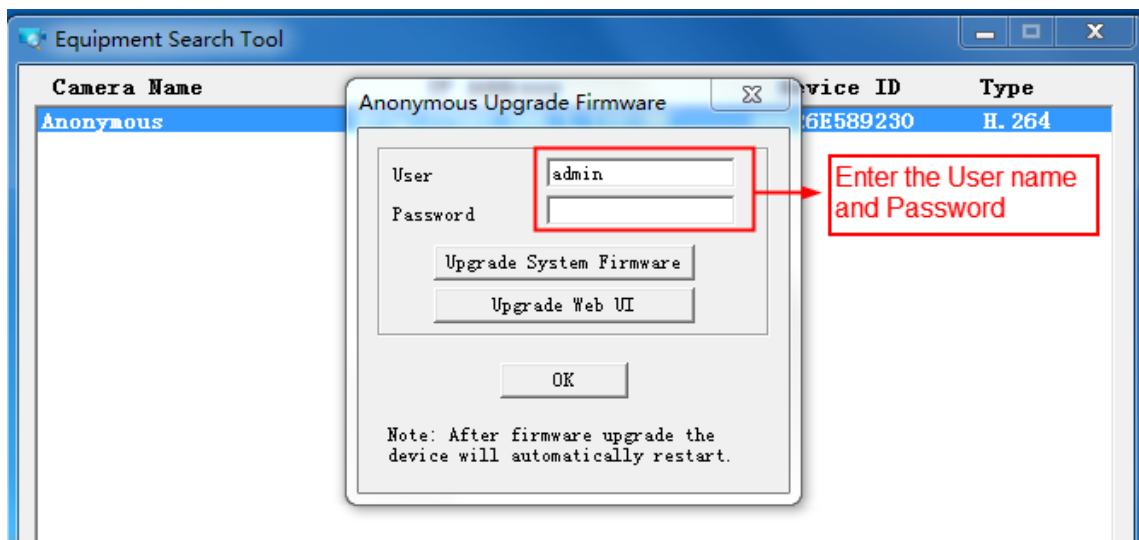 Equipment Search Tool
Camera Name
vice ID
Type
Anonymous
6E589230
H.264
Anonymous Upgrade Firmware
User
admin
Password
Upgrade System Firmware
Upgrade Web UI
OK
Note: After firmware upgrade the
device will automatically restart.
Enter the User name
and Password